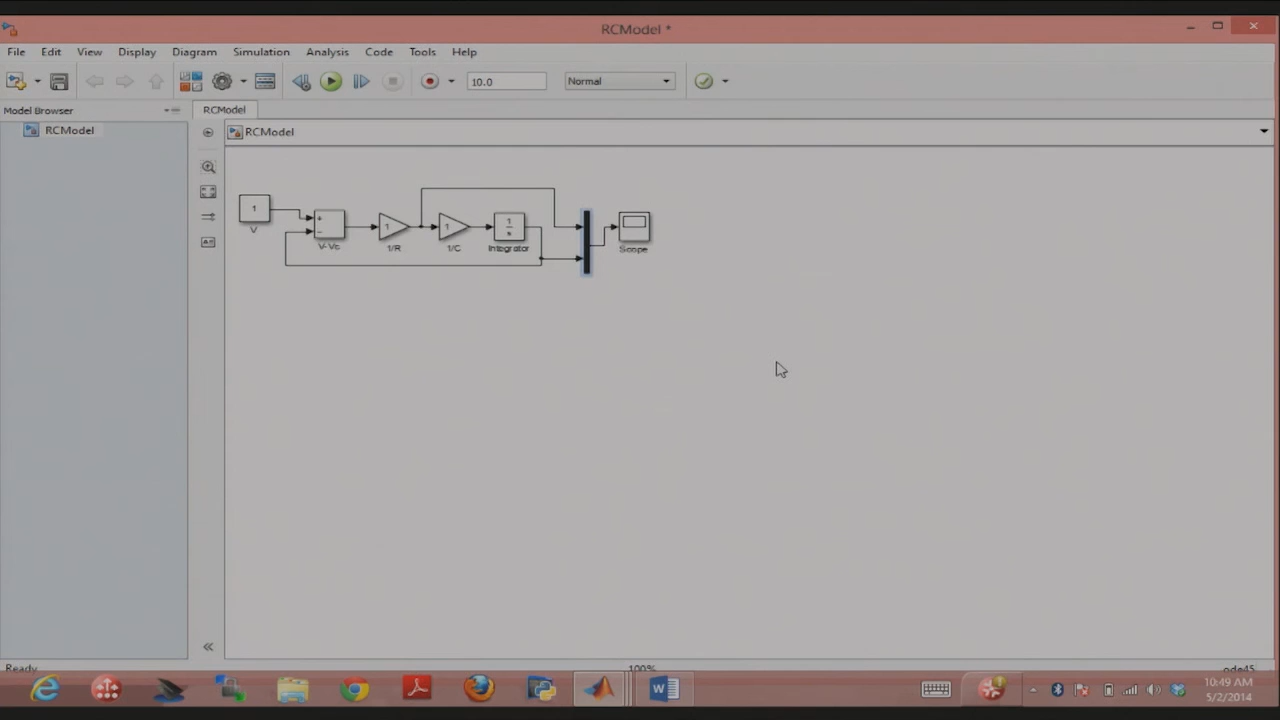 RCModel *
File Edit View Display Diagram Simulation Analysis Code Tools Help
10.0 Normal
Model Browser RCModel
RCModel RCModel
1
V
+
−
V-Vc
1
1/R
1
1/C
1
s
Integrator
Scope
Ready 100% ode45
10:49 AM
5/2/2014